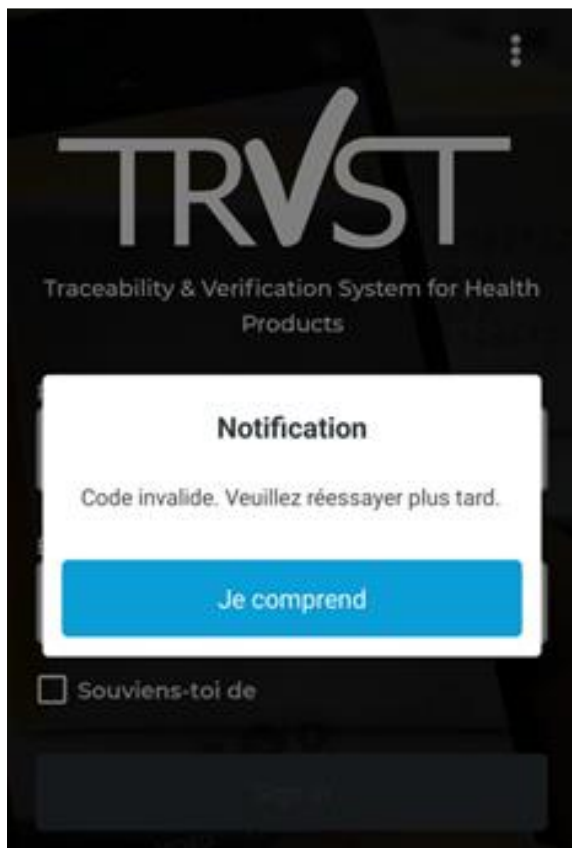 TRVST
Traceability & Verification System for Health
Products
Notification
Code invalide. Veuillez réessayer plus tard.
Je comprend
Souviens-toi de